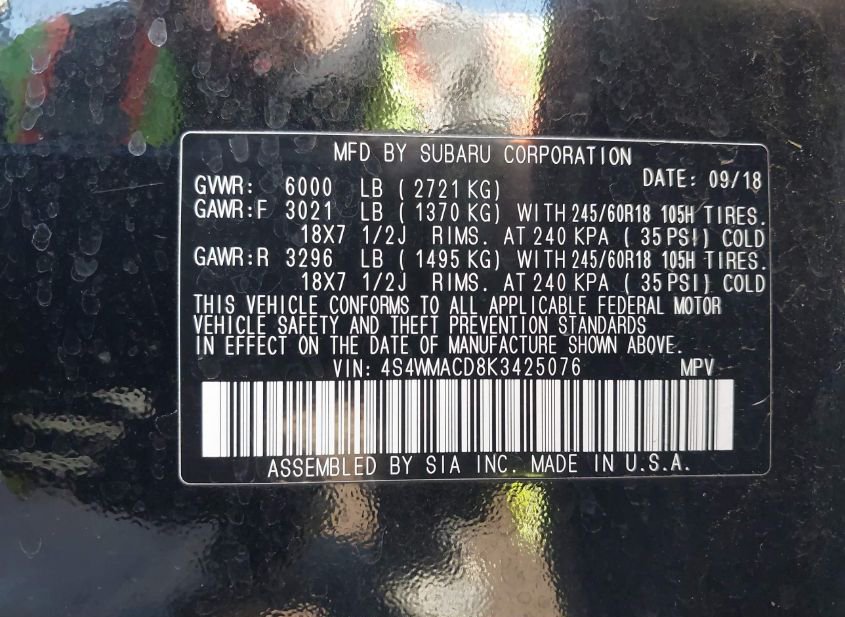 MFD BY SUBARU CORPORATION
DATE: 09/18
GVWR: 6000 LB ( 2721 KG)
GAWR:F 3021 LB ( 1370 KG) WITH 245/60R18 105H TIRES.
18X7 1/2J RIMS. AT 240 KPA ( 35 PSI) COLD
GAWR:R 3296 LB ( 1495 KG) WITH 245/60R18 105H TIRES.
18X7 1/2J RIMS. AT 240 KPA ( 35 PSI) COLD
THIS VEHICLE CONFORMS TO ALL APPLICABLE FEDERAL MOTOR
VEHICLE SAFETY AND THEFT PREVENTION STANDARDS
IN EFFECT ON THE DATE OF MANUFACTURE SHOWN ABOVE.
VIN: 4S4WMACD8K3425076 MPV
ASSEMBLED BY SIA INC. MADE IN U.S.A.